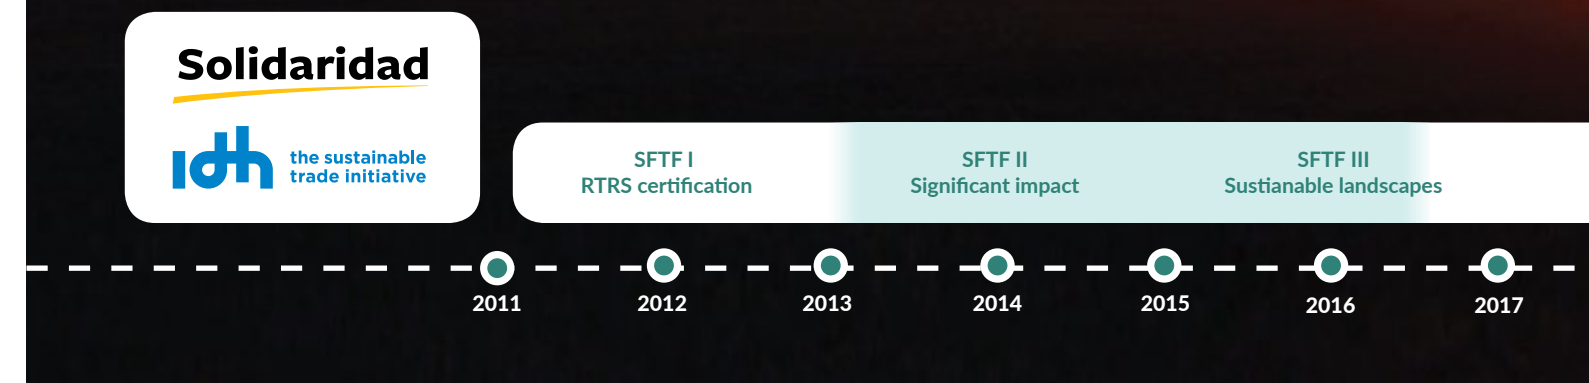 Solidaridad
idh the sustainable
trade initiative
SFTF I
RTRS certification
SFTF II
Significant impact
SFTF III
Sustianable landscapes
2011
2012
2013
2014
2015
2016
2017